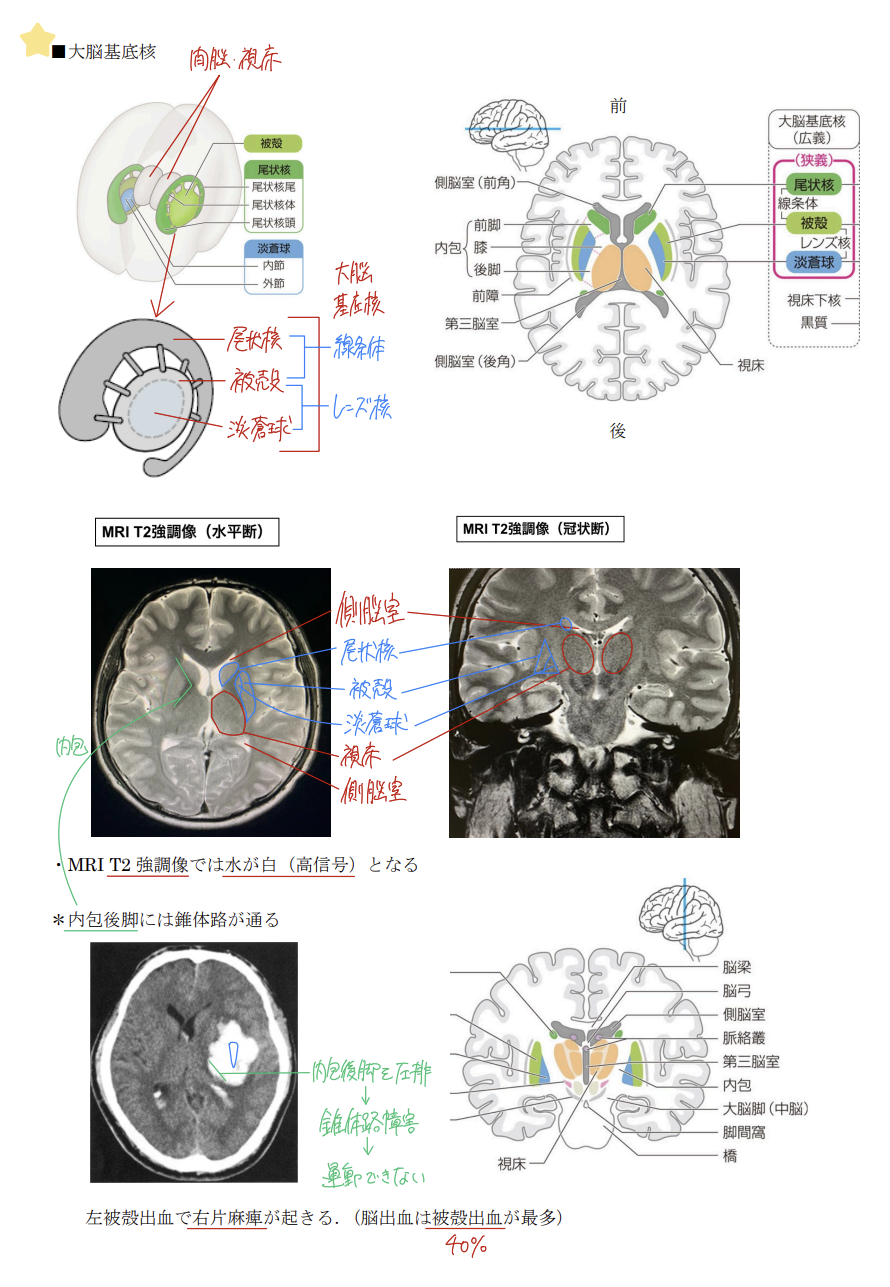 ■大脳基底核
間脳・視床
被殻
尾状核
尾状核尾
尾状核体
尾状核頭
淡蒼球
内節
外節
大脳
基底核
尾状核
線条体
被殻
レンズ核
淡蒼球
前
側脳室（前角）
前脚
内包
膝
後脚
前障
第三脳室
側脳室（後角）
視床
後
大脳基底核
（広義）
（狭義）
尾状核
線条体
被殻
レンズ核
淡蒼球
視床下核
黒質
MRI T2強調像（水平断）
MRI T2強調像（冠状断）
側脳室
尾状核
被殻
淡蒼球
視床
側脳室
内包
・MRI T2 強調像では水が白（高信号）となる
＊内包後脚には錐体路が通る
内包後脚を圧排
↓
錐体路障害
↓
運動できない
脳梁
脳弓
側脳室
脈絡叢
第三脳室
内包
大脳脚（中脳）
脚間窩
橋
視床
左被殻出血で右片麻痺が起きる．（脳出血は被殻出血が最多）
40%